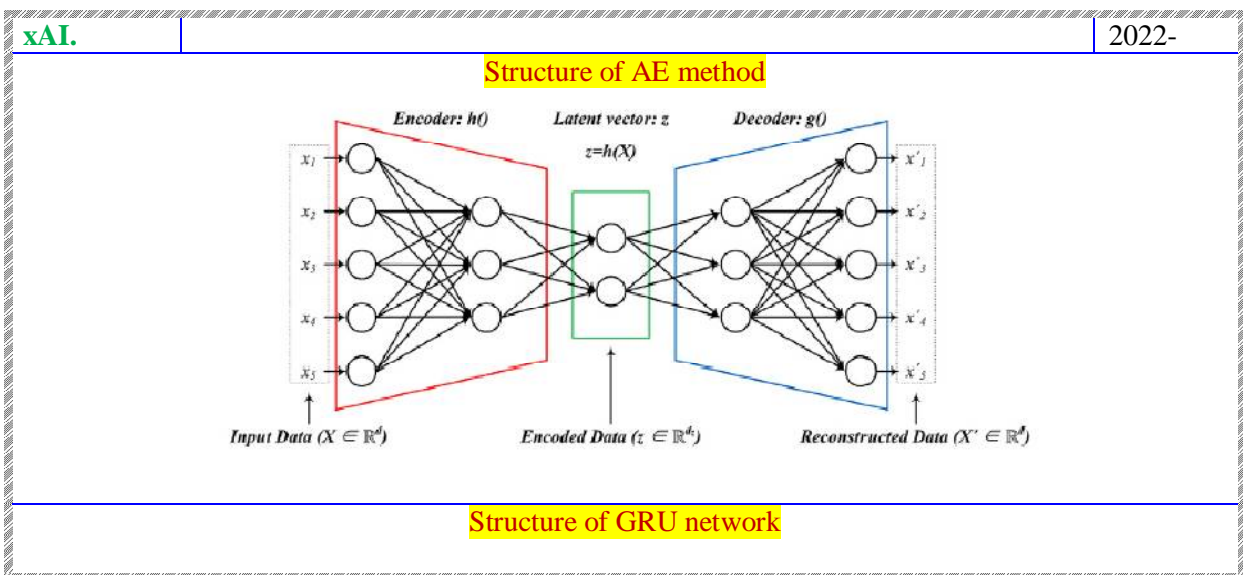 xAI. 2022-
Structure of AE method
Encoder: h() Latent vector: z Decoder: g()
z=h(X)
x1 x'1
x2 x'2
x3 x'3
x4 x'4
x5 x'5
Input Data (X ∈ ℝᵈ) Encoded Data (z ∈ ℝᵈᶻ) Reconstructed Data (X' ∈ ℝᵈ)
Structure of GRU network